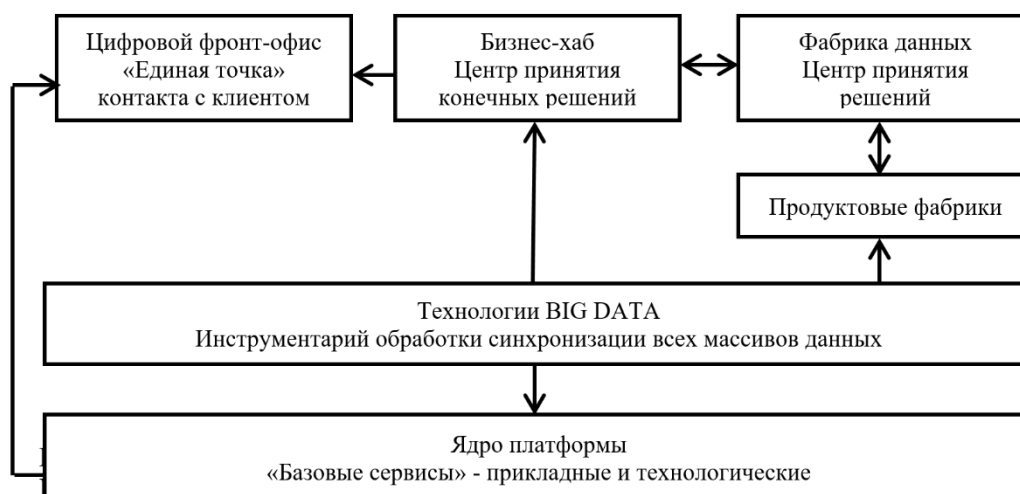 Цифровой фронт-офис
«Единая точка»
контакта с клиентом
Бизнес-хаб
Центр принятия
конечных решений
Фабрика данных
Центр принятия
решений
Продуктовые фабрики
Технологии BIG DATA
Инструментарий обработки синхронизации всех массивов данных
Ядро платформы
«Базовые сервисы» - прикладные и технологические